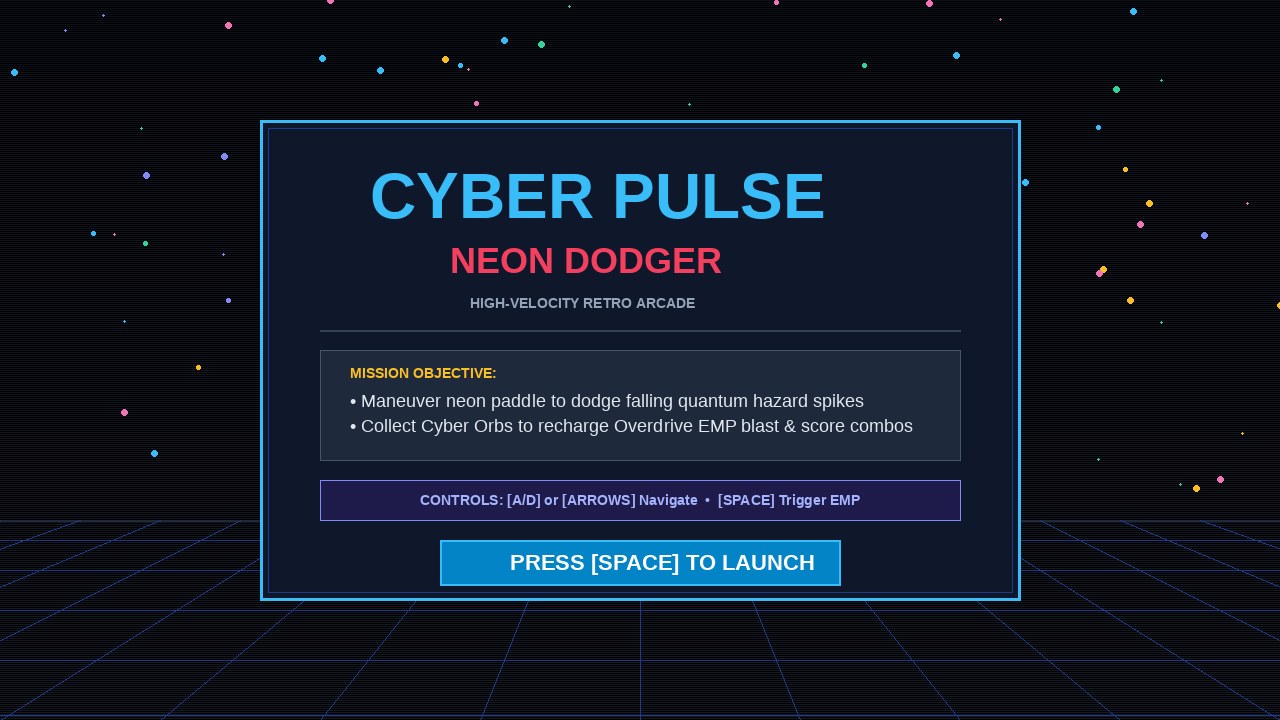 CYBER PULSE
NEON DODGER
HIGH-VELOCITY RETRO ARCADE
MISSION OBJECTIVE:
• Maneuver neon paddle to dodge falling quantum hazard spikes
• Collect Cyber Orbs to recharge Overdrive EMP blast & score combos
CONTROLS: [A/D] or [ARROWS] Navigate • [SPACE] Trigger EMP
PRESS [SPACE] TO LAUNCH